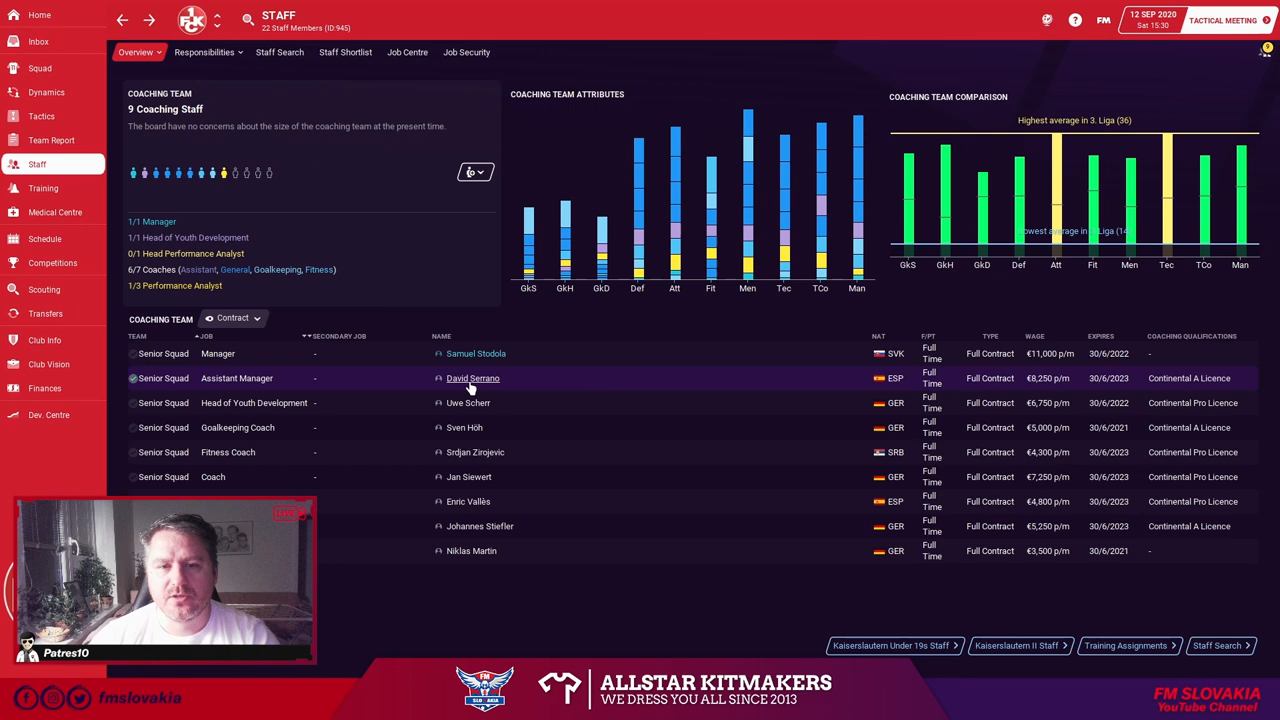 Home
Inbox
Squad
Dynamics
Tactics
Team Report
Staff
Training
Medical Centre
Schedule
Competitions
Scouting
Transfers
Club Info
Club Vision
Finances
Dev. Centre
STAFF
22 Staff Members (ID:945)
FM
12 SEP 2020
Sat 15:30
TACTICAL MEETING
9
Overview
Responsibilities
Staff Search
Staff Shortlist
Job Centre
Job Security
COACHING TEAM
9 Coaching Staff
The board have no concerns about the size of the coaching team at the present time.
1/1 Manager
1/1 Head of Youth Development
0/1 Head Performance Analyst
6/7 Coaches (Assistant, General, Goalkeeping, Fitness)
1/3 Performance Analyst
COACHING TEAM ATTRIBUTES
GkS GkH GkD Def Att Fit Men Tec TCo Man
COACHING TEAM COMPARISON
Highest average in 3. Liga (36)
GkS GkH GkD Def Att Fit Men Tec TCo Man
COACHING TEAM
Contract
TEAM JOB SECONDARY JOB NAME NAT F/PT TYPE WAGE EXPIRES COACHING QUALIFICATIONS
Senior Squad Manager - Samuel Stodola SVK Full Time Full Contract €11,000 p/m 30/6/2022 -
Senior Squad Assistant Manager - David Serrano ESP Full Time Full Contract €8,250 p/m 30/6/2023 Continental A Licence
Senior Squad Head of Youth Development - Uwe Scherr GER Full Time Full Contract €6,750 p/m 30/6/2022 Continental Pro Licence
Senior Squad Goalkeeping Coach - Sven Höh GER Full Time Full Contract €5,000 p/m 30/6/2021 Continental A Licence
Senior Squad Fitness Coach - Srdjan Zirojevic SRB Full Time Full Contract €4,300 p/m 30/6/2023 Continental Pro Licence
Senior Squad Coach - Jan Siewert GER Full Time Full Contract €7,250 p/m 30/6/2023 Continental Pro Licence
Enric Vallès ESP Full Time Full Contract €4,800 p/m 30/6/2023 Continental Pro Licence
Johannes Stiefler GER Full Time Full Contract €5,250 p/m 30/6/2023 Continental A Licence
Niklas Martin GER Full Time Full Contract €3,500 p/m 30/6/2021 -
Kaiserslautern Under 19s Staff
Kaiserslautern II Staff
Training Assignments
Staff Search
Patres10
fmslovakia
ALLSTAR KITMAKERS
WE DRESS YOU ALL SINCE 2013
FM SLOVAKIA
YouTube Channel